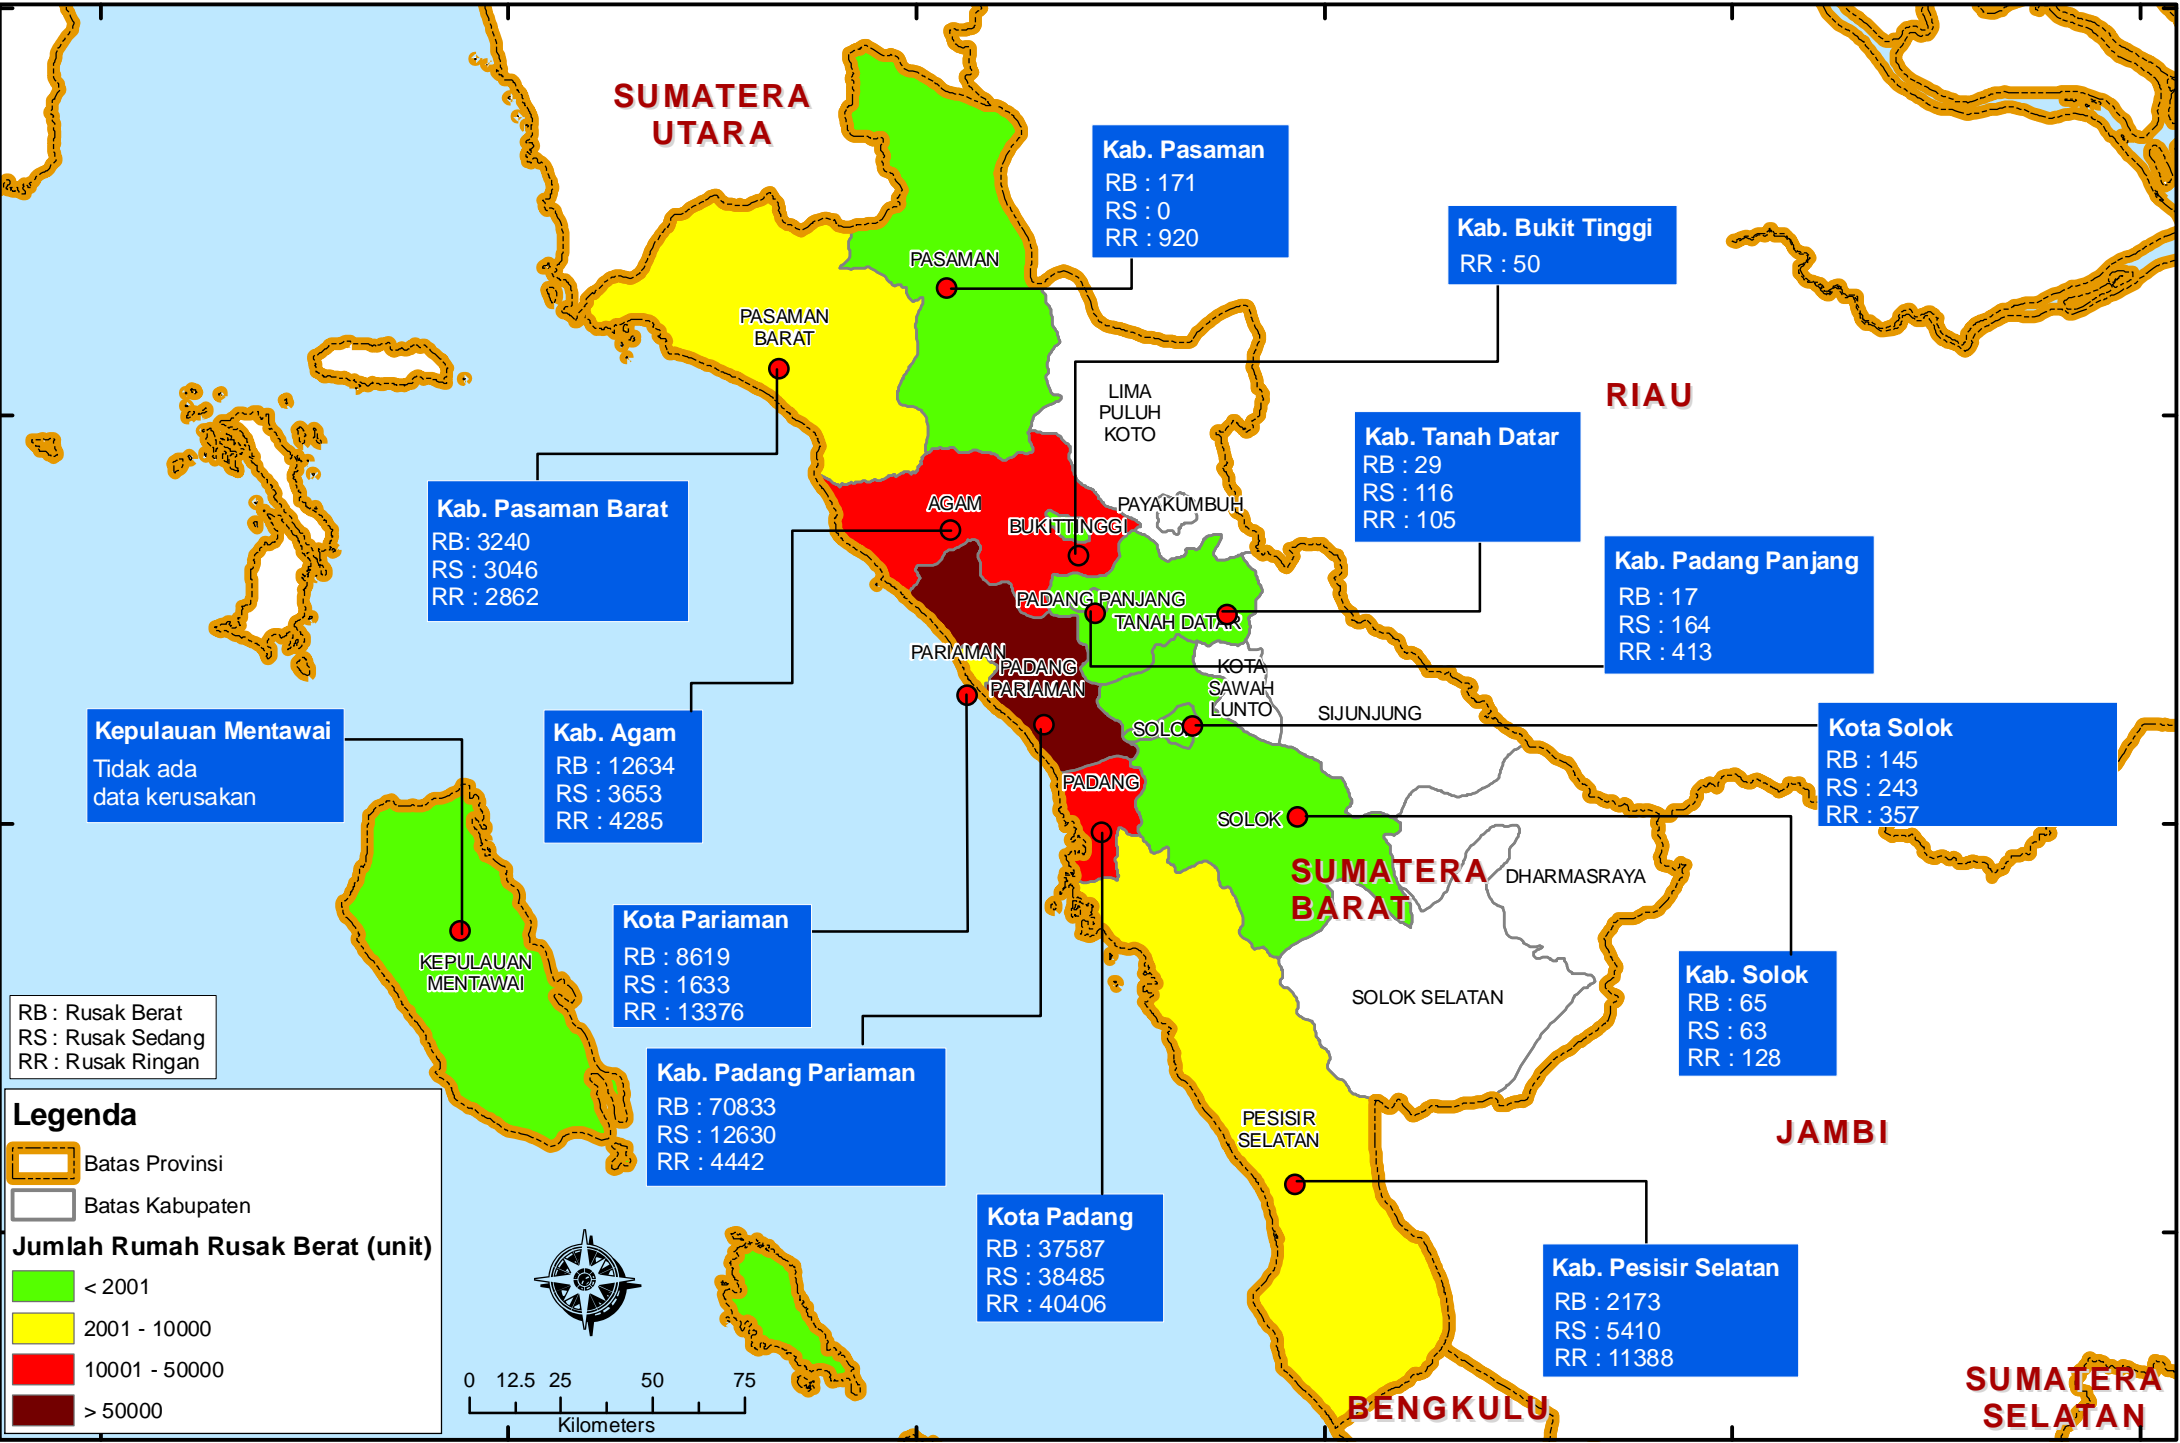 SUMATERA
UTARA
Kab. Pasaman
RB : 171
RS : 0
RR : 920
Kab. Bukit Tinggi
RR : 50
PASAMAN
PASAMAN
BARAT
RIAU
LIMA
PULUH
KOTO
Kab. Tanah Datar
RB : 29
RS : 116
RR : 105
Kab. Pasaman Barat
RB: 3240
RS : 3046
RR : 2862
AGAM
BUKITTINGGI
PAYAKUMBUH
Kab. Padang Panjang
RB : 17
RS : 164
RR : 413
PADANG PANJANG
TANAH DATAR
PARIAMAN
PADANG
PARIAMAN
KOTA
SAWAH
LUNTO
SIJUNJUNG
SOLOK
Kota Solok
RB : 145
RS : 243
RR : 357
Kepulauan Mentawai
Tidak ada
data kerusakan
Kab. Agam
RB : 12634
RS : 3653
RR : 4285
PADANG
SOLOK
SUMATERA
BARAT
DHARMASRAYA
Kota Pariaman
RB : 8619
RS : 1633
RR : 13376
KEPULAUAN
MENTAWAI
SOLOK SELATAN
Kab. Solok
RB : 65
RS : 63
RR : 128
RB : Rusak Berat
RS : Rusak Sedang
RR : Rusak Ringan
Kab. Padang Pariaman
RB : 70833
RS : 12630
RR : 4442
PESISIR
SELATAN
JAMBI
Legenda
Batas Provinsi
Batas Kabupaten
Jumlah Rumah Rusak Berat (unit)
< 2001
2001 - 10000
10001 - 50000
> 50000
Kota Padang
RB : 37587
RS : 38485
RR : 40406
Kab. Pesisir Selatan
RB : 2173
RS : 5410
RR : 11388
0 12.5 25 50 75
Kilometers
BENGKULU
SUMATERA
SELATAN